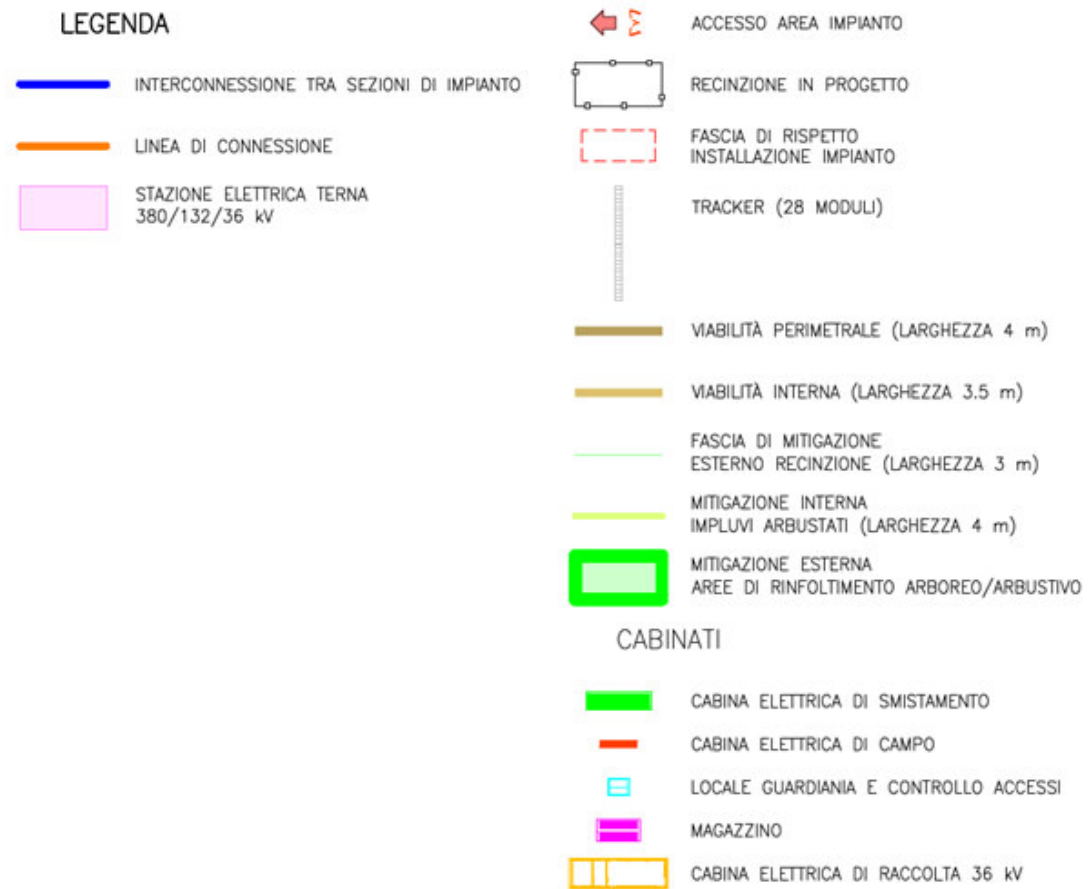 LEGENDA
INTERCONNESSIONE TRA SEZIONI DI IMPIANTO
LINEA DI CONNESSIONE
STAZIONE ELETTRICA TERNA
380/132/36 kV
ACCESSO AREA IMPIANTO
RECINZIONE IN PROGETTO
FASCIA DI RISPETTO
INSTALLAZIONE IMPIANTO
TRACKER (28 MODULI)
VIABILITÀ PERIMETRALE (LARGHEZZA 4 m)
VIABILITÀ INTERNA (LARGHEZZA 3.5 m)
FASCIA DI MITIGAZIONE
ESTERNO RECINZIONE (LARGHEZZA 3 m)
MITIGAZIONE INTERNA
IMPLUVI ARBUSTATI (LARGHEZZA 4 m)
MITIGAZIONE ESTERNA
AREE DI RINFOLTIMENTO ARBOREO/ARBUSTIVO
CABINATI
CABINA ELETTRICA DI SMISTAMENTO
CABINA ELETTRICA DI CAMPO
LOCALE GUARDIANIA E CONTROLLO ACCESSI
MAGAZZINO
CABINA ELETTRICA DI RACCOLTA 36 kV